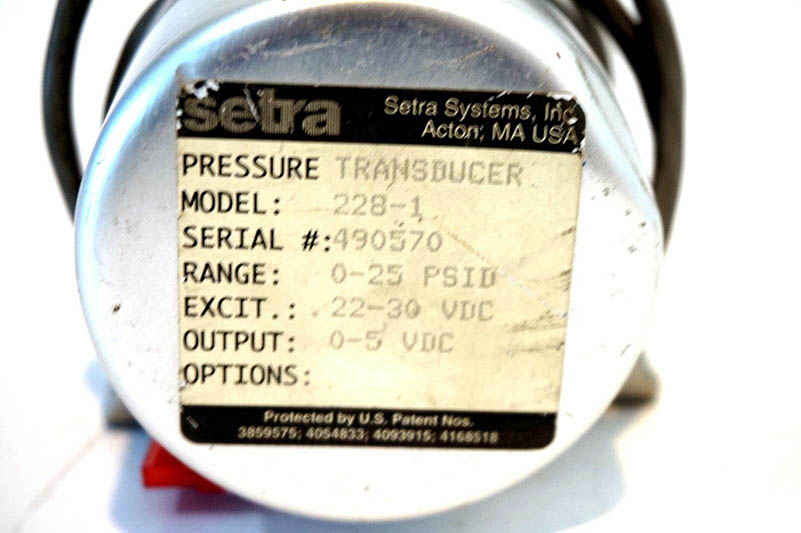 setra
Setra Systems, Inc.
Acton, MA USA
PRESSURE TRANSDUCER
MODEL: 228-1
SERIAL #:490570
RANGE: 0-25 PSID
EXCIT.: 22-30 VDC
OUTPUT: 0-5 VDC
OPTIONS:
Protected by U.S. Patent Nos.
3859575; 4054833; 4093915; 4168518